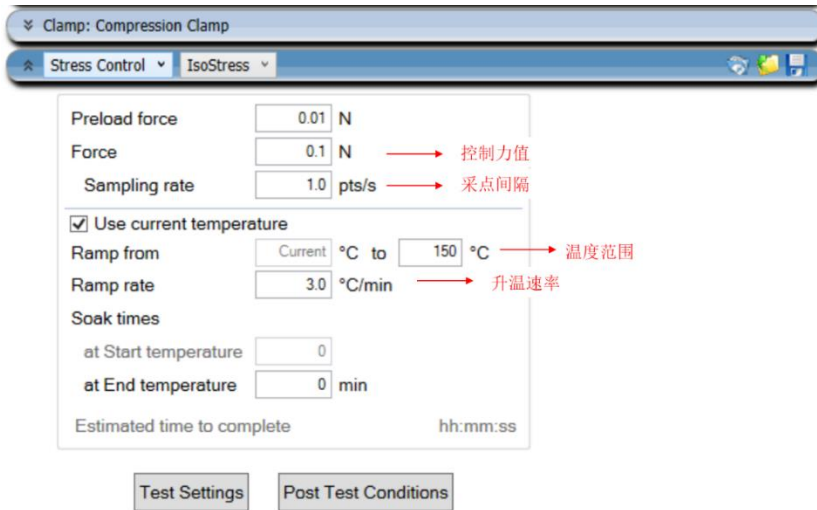 Clamp: Compression Clamp
Stress Control IsoStress
Preload force 0.01 N
Force 0.1 N 控制力值
Sampling rate 1.0 pts/s 采点间隔
Use current temperature
Ramp from Current °C to 150 °C 温度范围
Ramp rate 3.0 °C/min 升温速率
Soak times
at Start temperature 0
at End temperature 0 min
Estimated time to complete hh:mm:ss
Test Settings Post Test Conditions